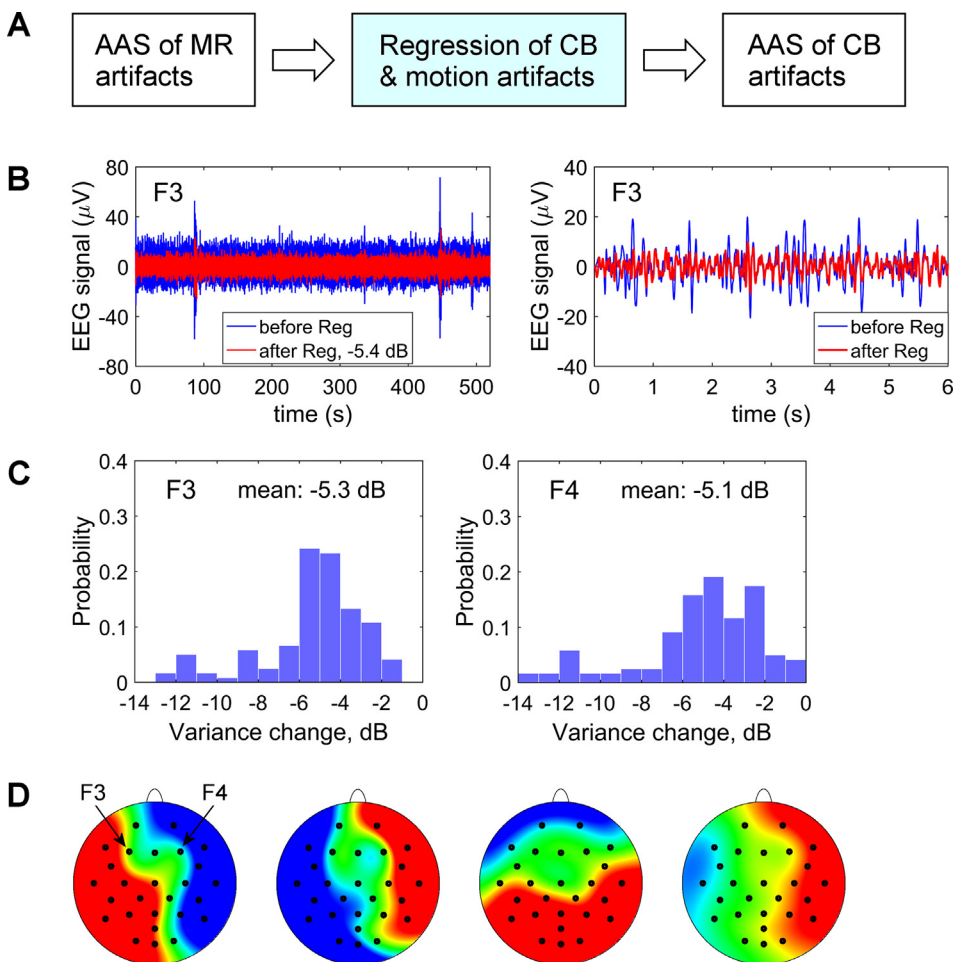 A
AAS of MR
artifacts
Regression of CB
& motion artifacts
AAS of CB
artifacts
B
F3
80
40
0
-40
-80
EEG signal (μV)
before Reg
after Reg, -5.4 dB
0 100 200 300 400 500
time (s)
F3
40
20
0
-20
-40
EEG signal (μV)
before Reg
after Reg
0 1 2 3 4 5 6
time (s)
C
F3 mean: -5.3 dB
0.4
0.3
0.2
0.1
0
Probability
-14 -12 -10 -8 -6 -4 -2 0
Variance change, dB
F4 mean: -5.1 dB
0.4
0.3
0.2
0.1
0
Probability
-14 -12 -10 -8 -6 -4 -2 0
Variance change, dB
D
F3 F4